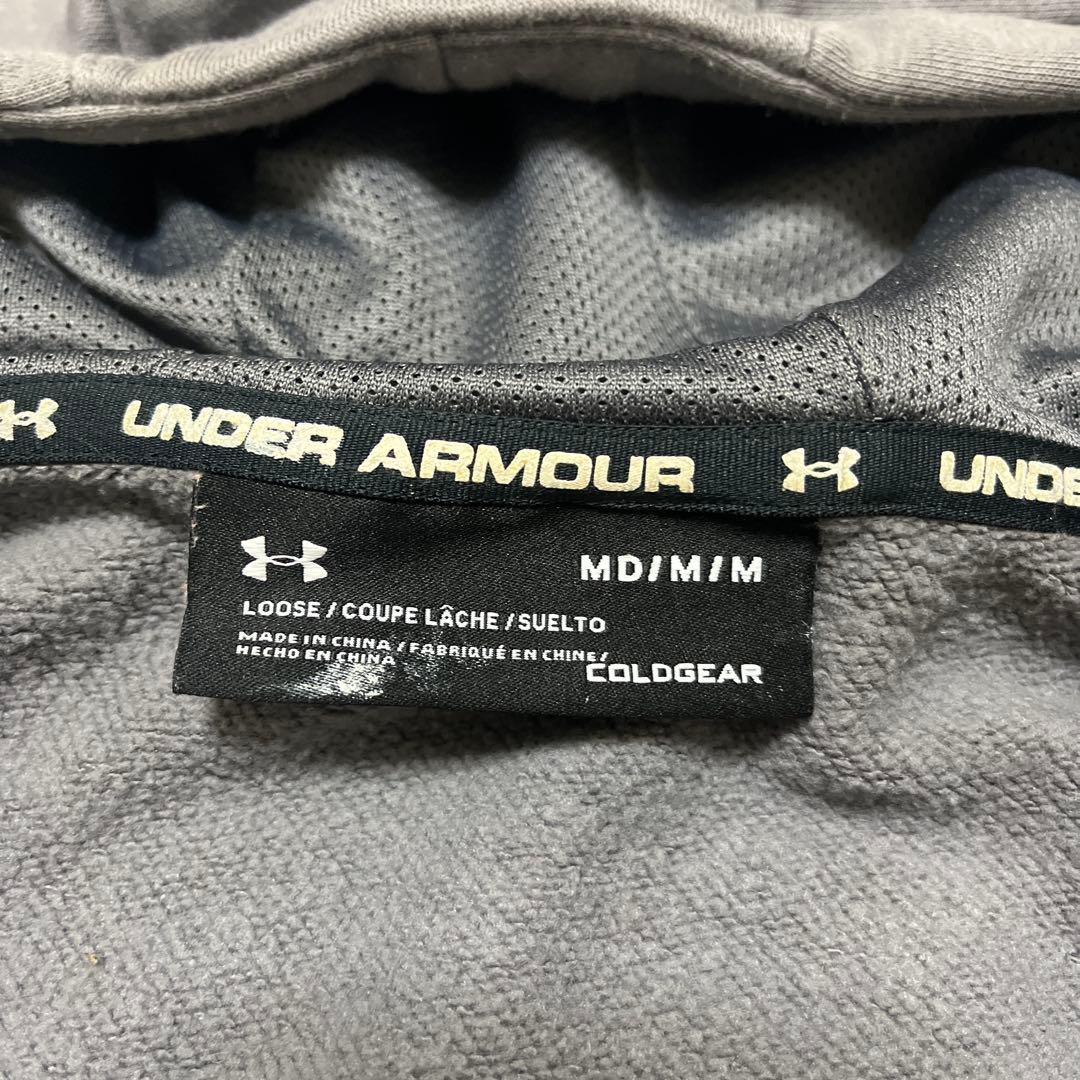 UNDER ARMOUR UNDE
MD/M/M
LOOSE / COUPE LÂCHE / SUELTO
MADE IN CHINA / FABRIQUÉ EN CHINE /
HECHO EN CHINA
COLDGEAR